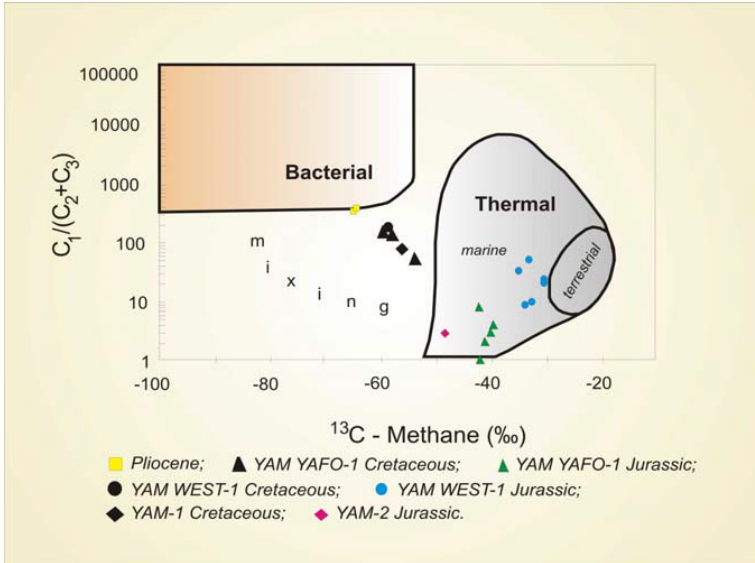 100000
10000
1000
100
10
1
C₁/(C₂+C₃)
Bacterial
Thermal
marine
terrestrial
m
i
x
i
n
g
-100
-80
-60
-40
-20
¹³C - Methane (‰)
Pliocene; YAM YAFO-1 Cretaceous; YAM YAFO-1 Jurassic;
YAM WEST-1 Cretaceous; YAM WEST-1 Jurassic;
YAM-1 Cretaceous; YAM-2 Jurassic.